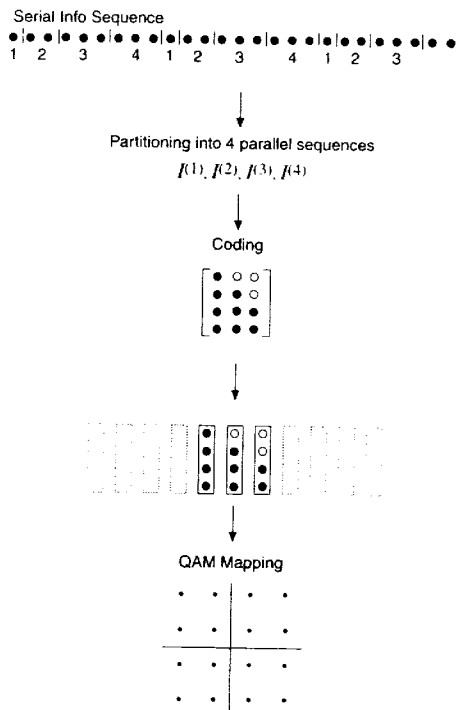 Serial Info Sequence
1 2 3 4 1 2 3 4 1 2 3
Partitioning into 4 parallel sequences
I(1), I(2), I(3), I(4)
Coding
QAM Mapping